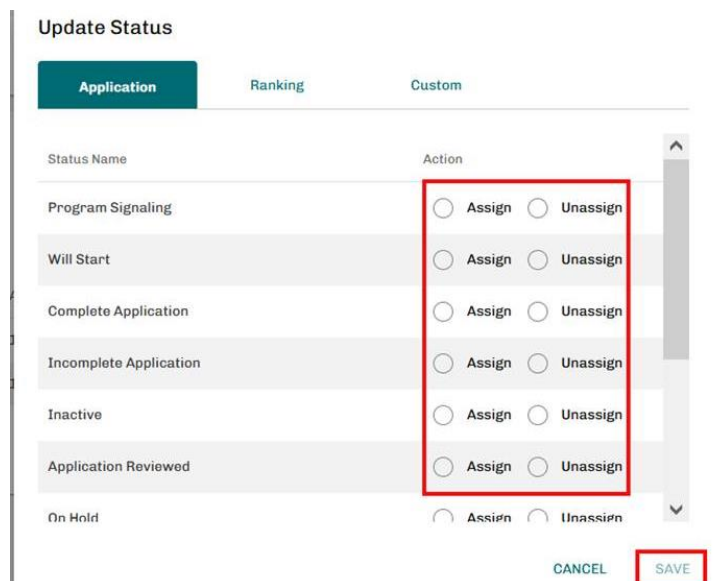 Update Status
Application Ranking Custom
Status Name Action
Program Signaling Assign Unassign
Will Start Assign Unassign
Complete Application Assign Unassign
Incomplete Application Assign Unassign
Inactive Assign Unassign
Application Reviewed Assign Unassign
On Hold Assign Unassign
CANCEL SAVE